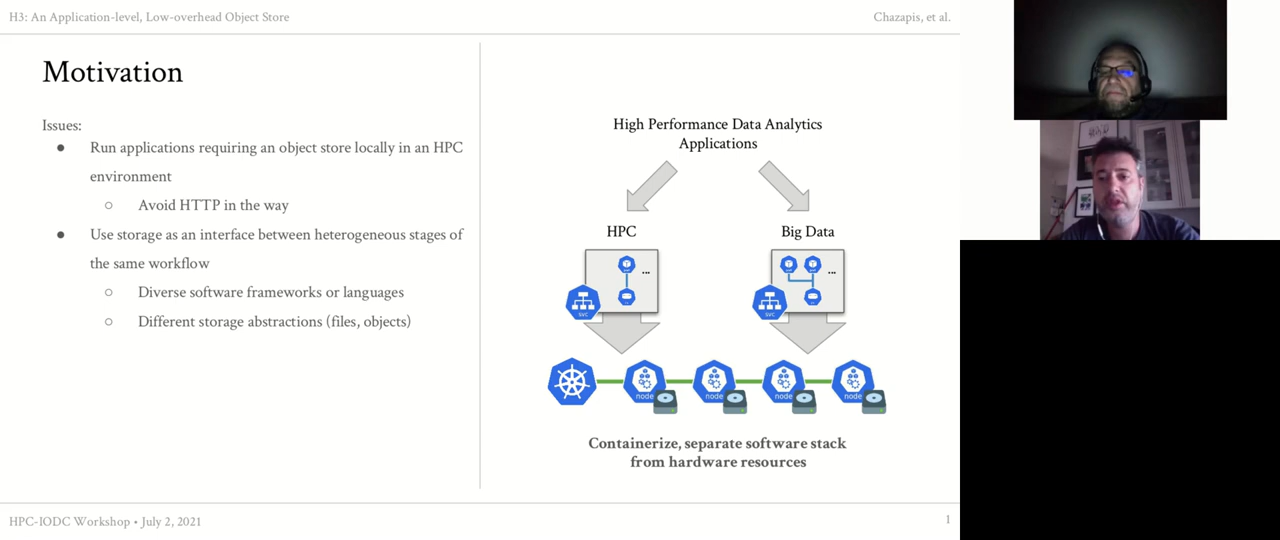 H3: An Application-level, Low-overhead Object Store
Chazapis, et al.
Motivation
Issues:
● Run applications requiring an object store locally in an HPC
environment
○ Avoid HTTP in the way
● Use storage as an interface between heterogeneous stages of
the same workflow
○ Diverse software frameworks or languages
○ Different storage abstractions (files, objects)
High Performance Data Analytics
Applications
HPC
Big Data
...
...
svc
svc
node
node
node
node
Containerize, separate software stack
from hardware resources
HPC-IODC Workshop • July 2, 2021
1